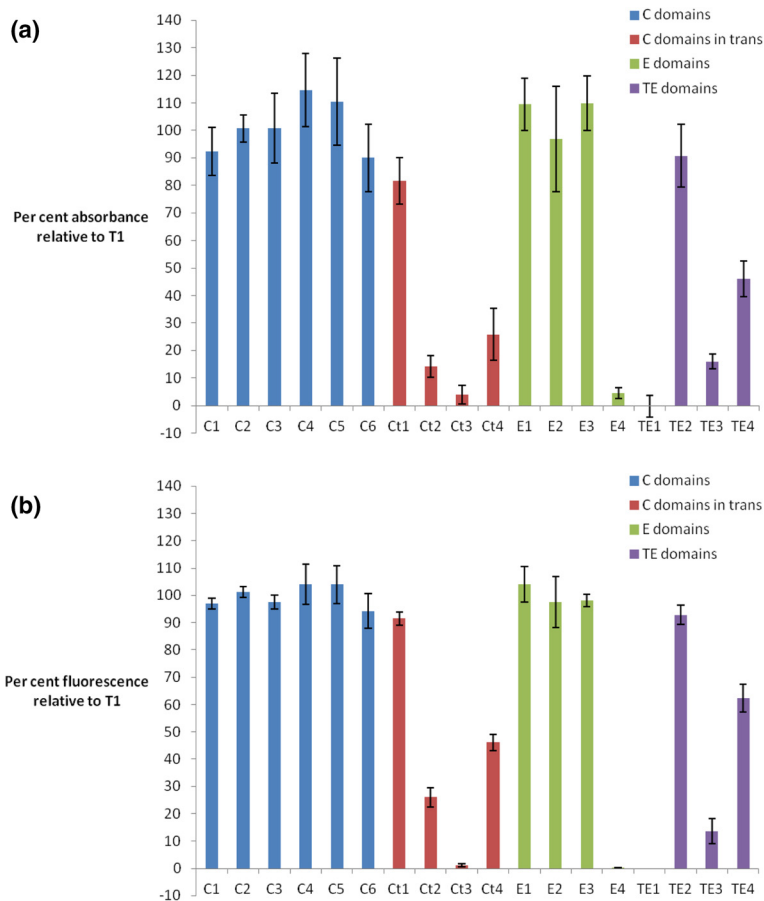 (a)
C domains
C domains in trans
E domains
TE domains
Per cent absorbance
relative to T1
140
130
120
110
100
90
80
70
60
50
40
30
20
10
0
-10
C1 C2 C3 C4 C5 C6 Ct1 Ct2 Ct3 Ct4 E1 E2 E3 E4 TE1 TE2 TE3 TE4
(b)
C domains
C domains in trans
E domains
TE domains
Per cent fluorescence
relative to T1
140
130
120
110
100
90
80
70
60
50
40
30
20
10
0
-10
C1 C2 C3 C4 C5 C6 Ct1 Ct2 Ct3 Ct4 E1 E2 E3 E4 TE1 TE2 TE3 TE4